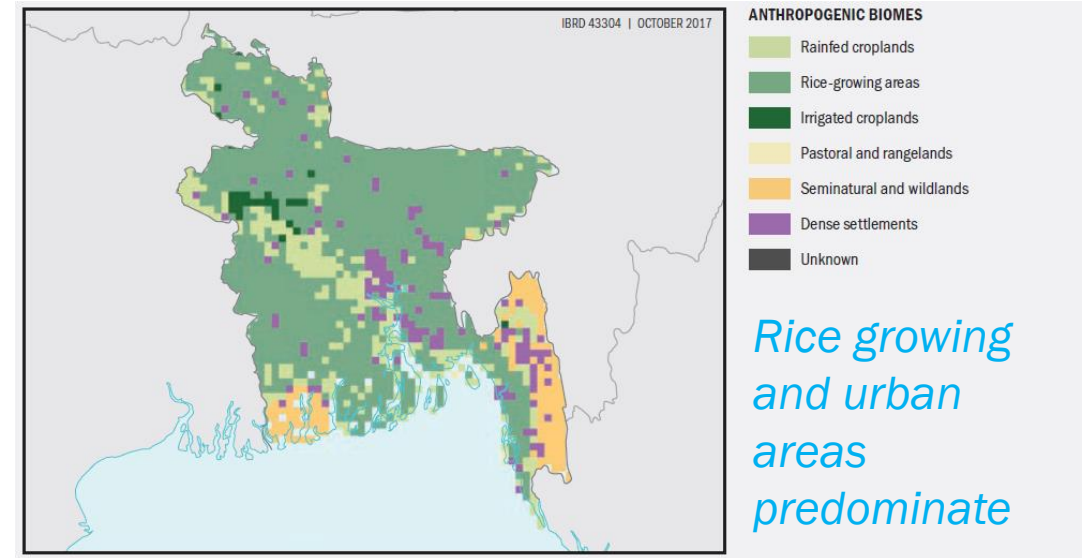 IBRD 43304 | OCTOBER 2017
ANTHROPOGENIC BIOMES
Rainfed croplands
Rice-growing areas
Irrigated croplands
Pastoral and rangelands
Seminatural and wildlands
Dense settlements
Unknown
Rice growing
and urban
areas
predominate